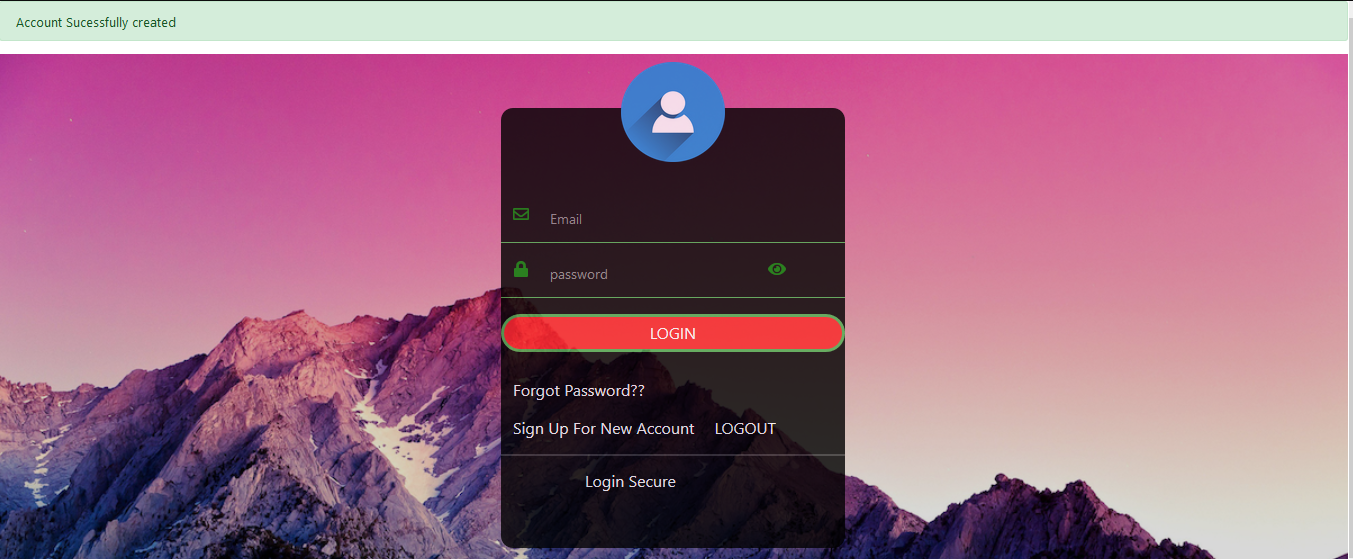 Account Sucessfully created
Email
password
LOGIN
Forgot Password??
Sign Up For New Account LOGOUT
Login Secure